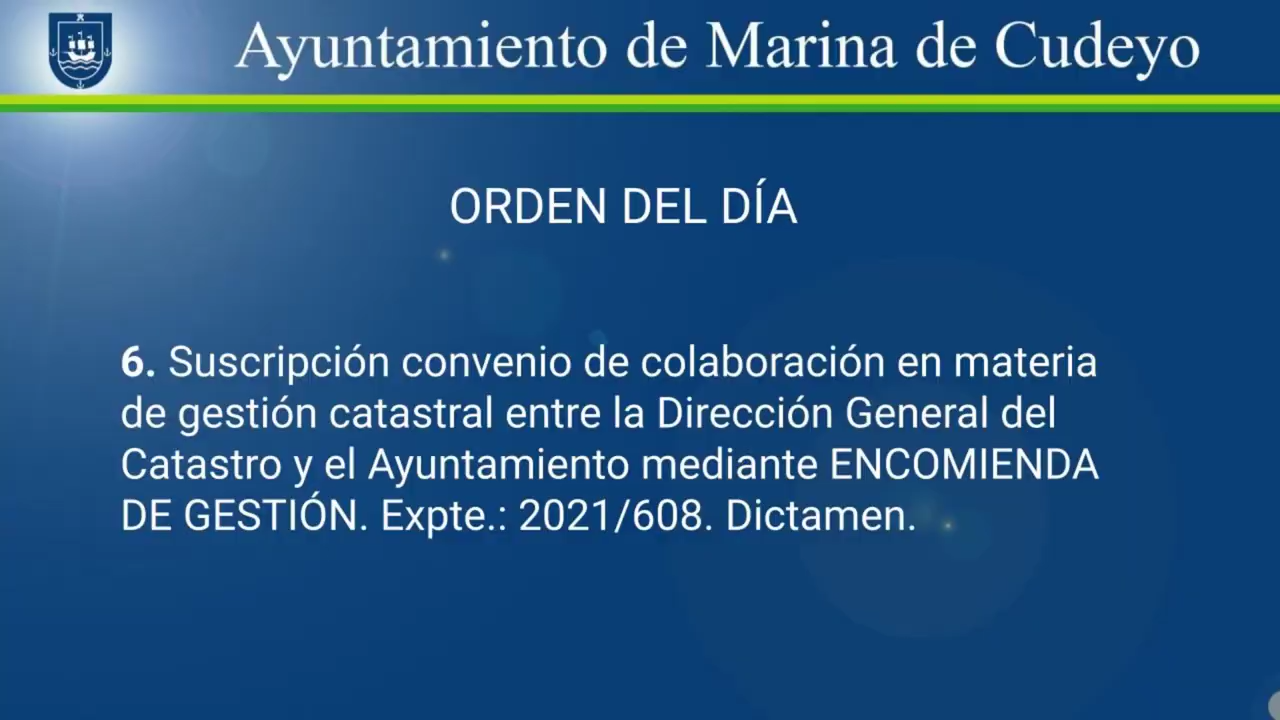 Ayuntamiento de Marina de Cudeyo
ORDEN DEL DÍA
6. Suscripción convenio de colaboración en materia
de gestión catastral entre la Dirección General del
Catastro y el Ayuntamiento mediante ENCOMIENDA
DE GESTIÓN. Expte.: 2021/608. Dictamen.